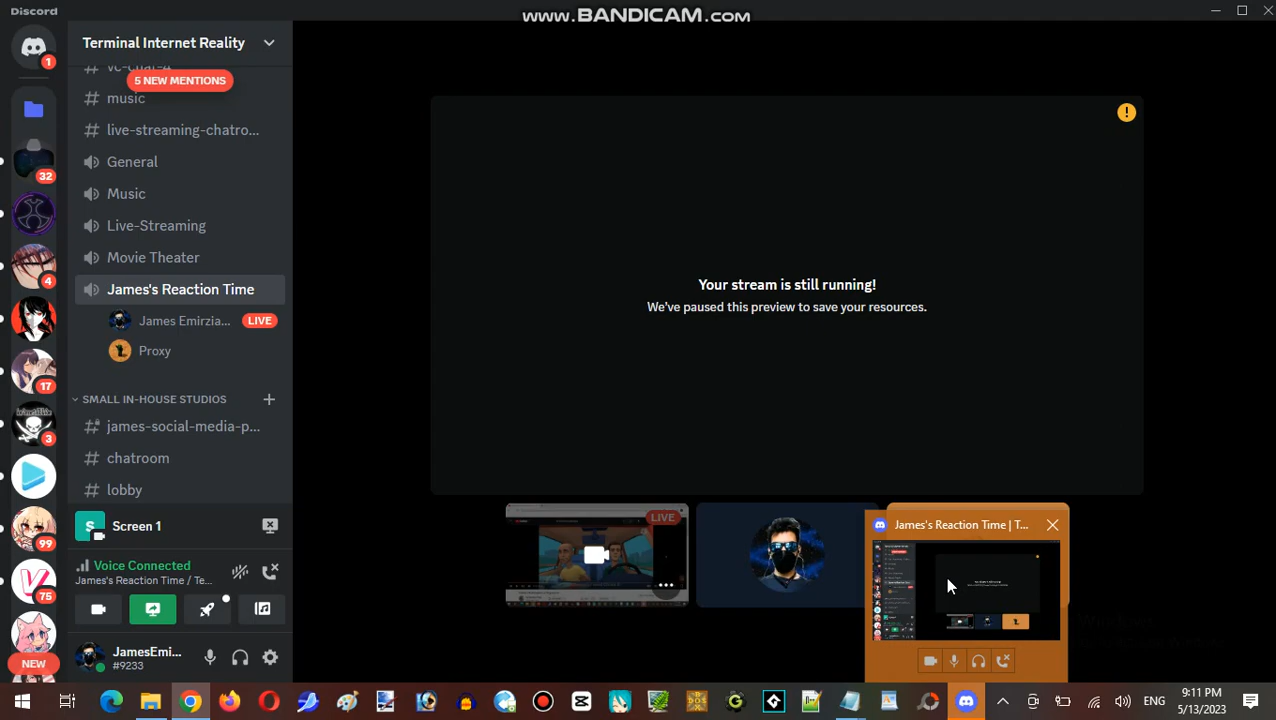 Discord
www.BANDICAM.com
Terminal Internet Reality
vc-chat-4
5 NEW MENTIONS
music
live-streaming-chatro...
General
Music
Live-Streaming
Movie Theater
James's Reaction Time
James Emirzia...
LIVE
Proxy
SMALL IN-HOUSE STUDIOS
james-social-media-p...
chatroom
lobby
Screen 1
Voice Connected
James's Reaction Time / Te...
JamesEmi...
#9233
1
32
4
17
3
99
75
NEW
Your stream is still running!
We've paused this preview to save your resources.
LIVE
James's Reaction Time | T...
ENG
9:11 PM
5/13/2023